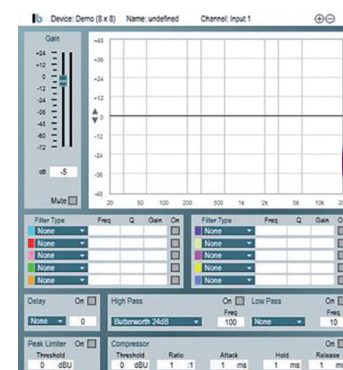 lb Device: Demo (8 x 8) Name: undefined Channel: Input 1
Gain
+24
+12
0
-12
-24
-36
-48
-60
-72
dB -5
Mute
+48
+36
+24
+12
0
-12
-24
-36
-48
20 50 100 200 500 1k 2k 5k 10k 20
Filter Type Freq Q Gain On Filter Type Freq Q Gain On
None None
None None
None None
None None
None None
Delay On High Pass On Low Pass On
Freq Freq
None 0 Butterworth 24dB 100 None 10
Peak Limiter On Compressor On
Threshold Threshold Ratio Attack Hold Release
0 dBU 0 dBU 1 :1 1 ms 1 ms 1 ms